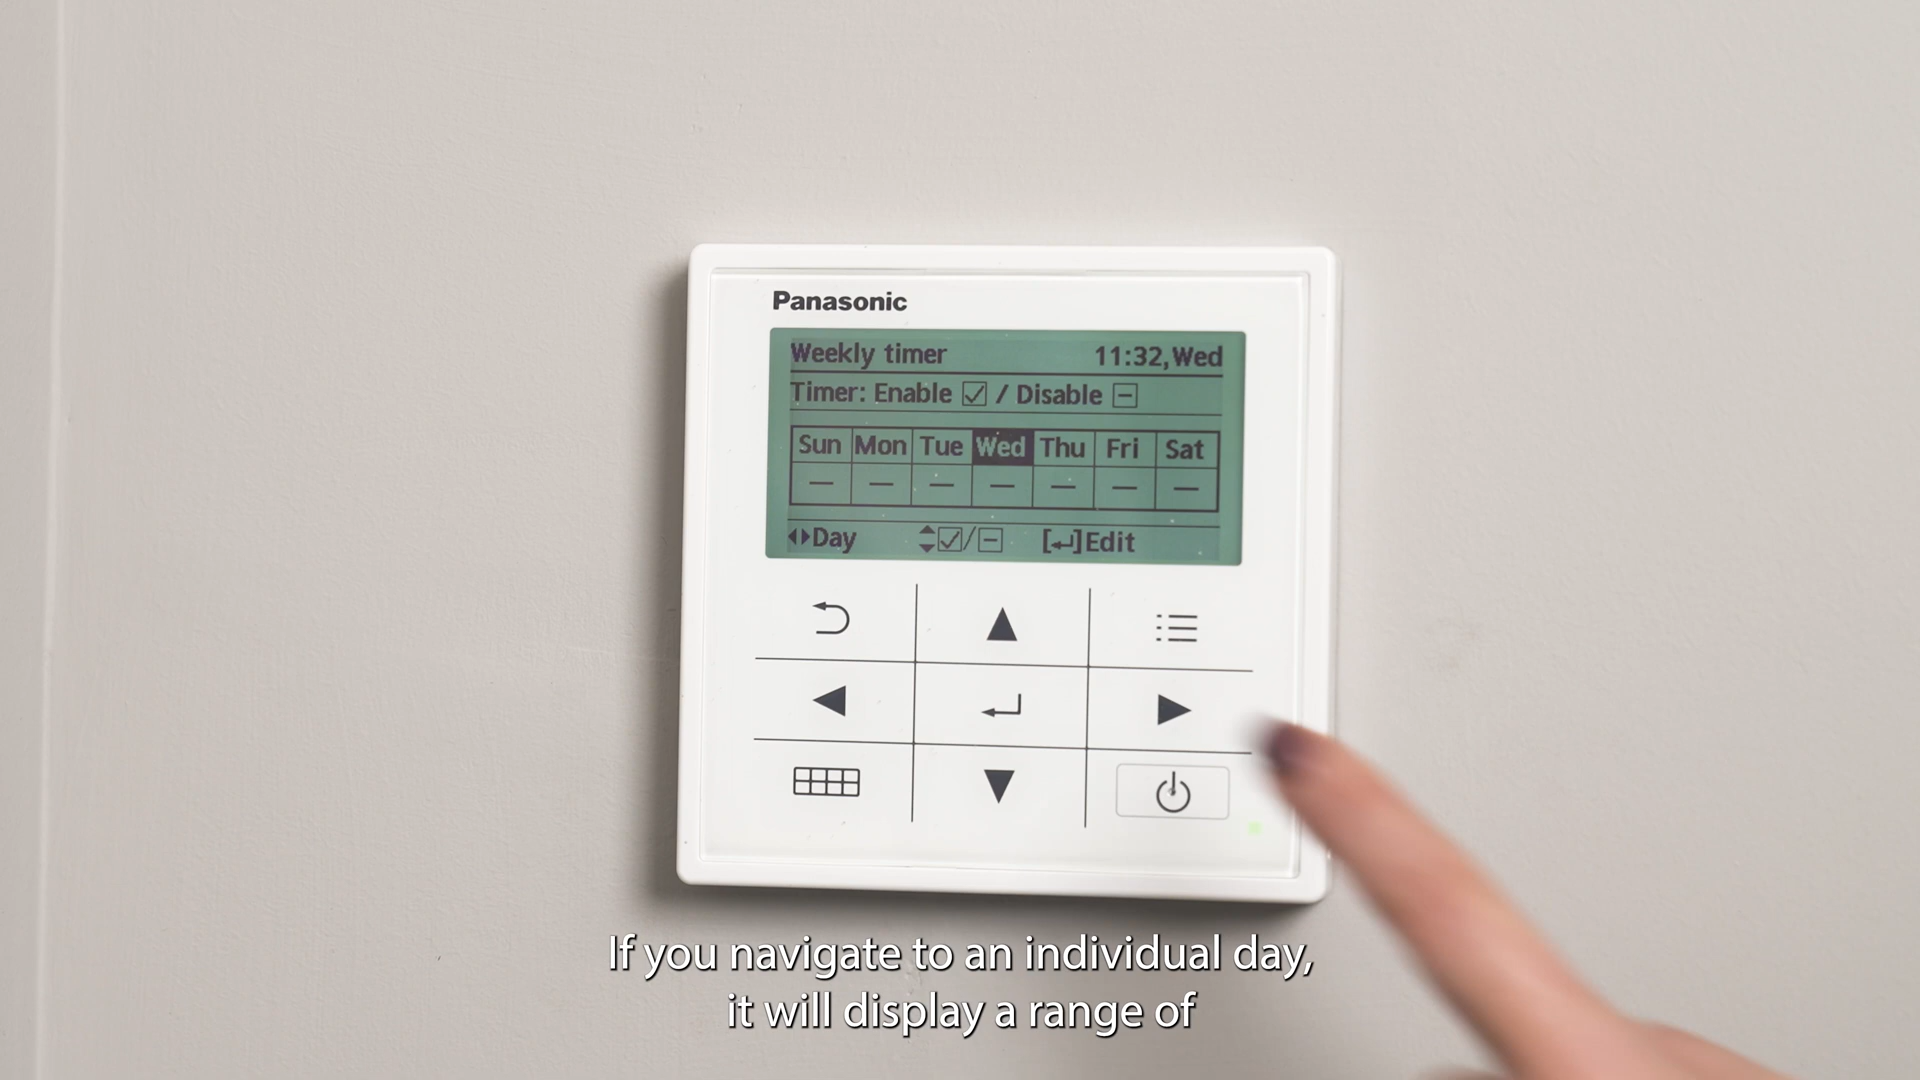 Panasonic
Weekly timer 11:32,Wed
Timer: Enable ☑ / Disable ⊟
Sun Mon Tue Wed Thu Fri Sat
— — — — — — —
◂▸Day ▴▾☑/⊟ [↵]Edit
If you navigate to an individual day,
it will display a range of